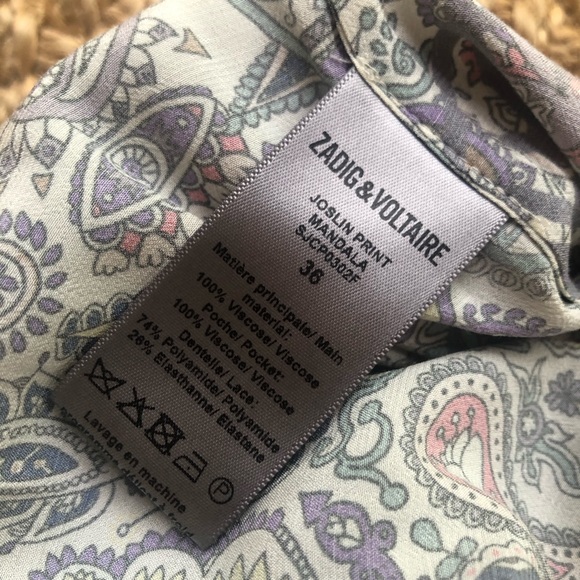 ZADIG&VOLTAIRE
JOSLIN PRINT
MANDALA
SJCP0302F
36
Matière principale/ Main
material:
100% Viscose/ Viscose
Poche/ Pocket:
100% Viscose/ Viscose
Dentelle/ Lace:
74% Polyamide/ Polyamide
26% Elasthanne/ Elastane
P
Lavage en machine